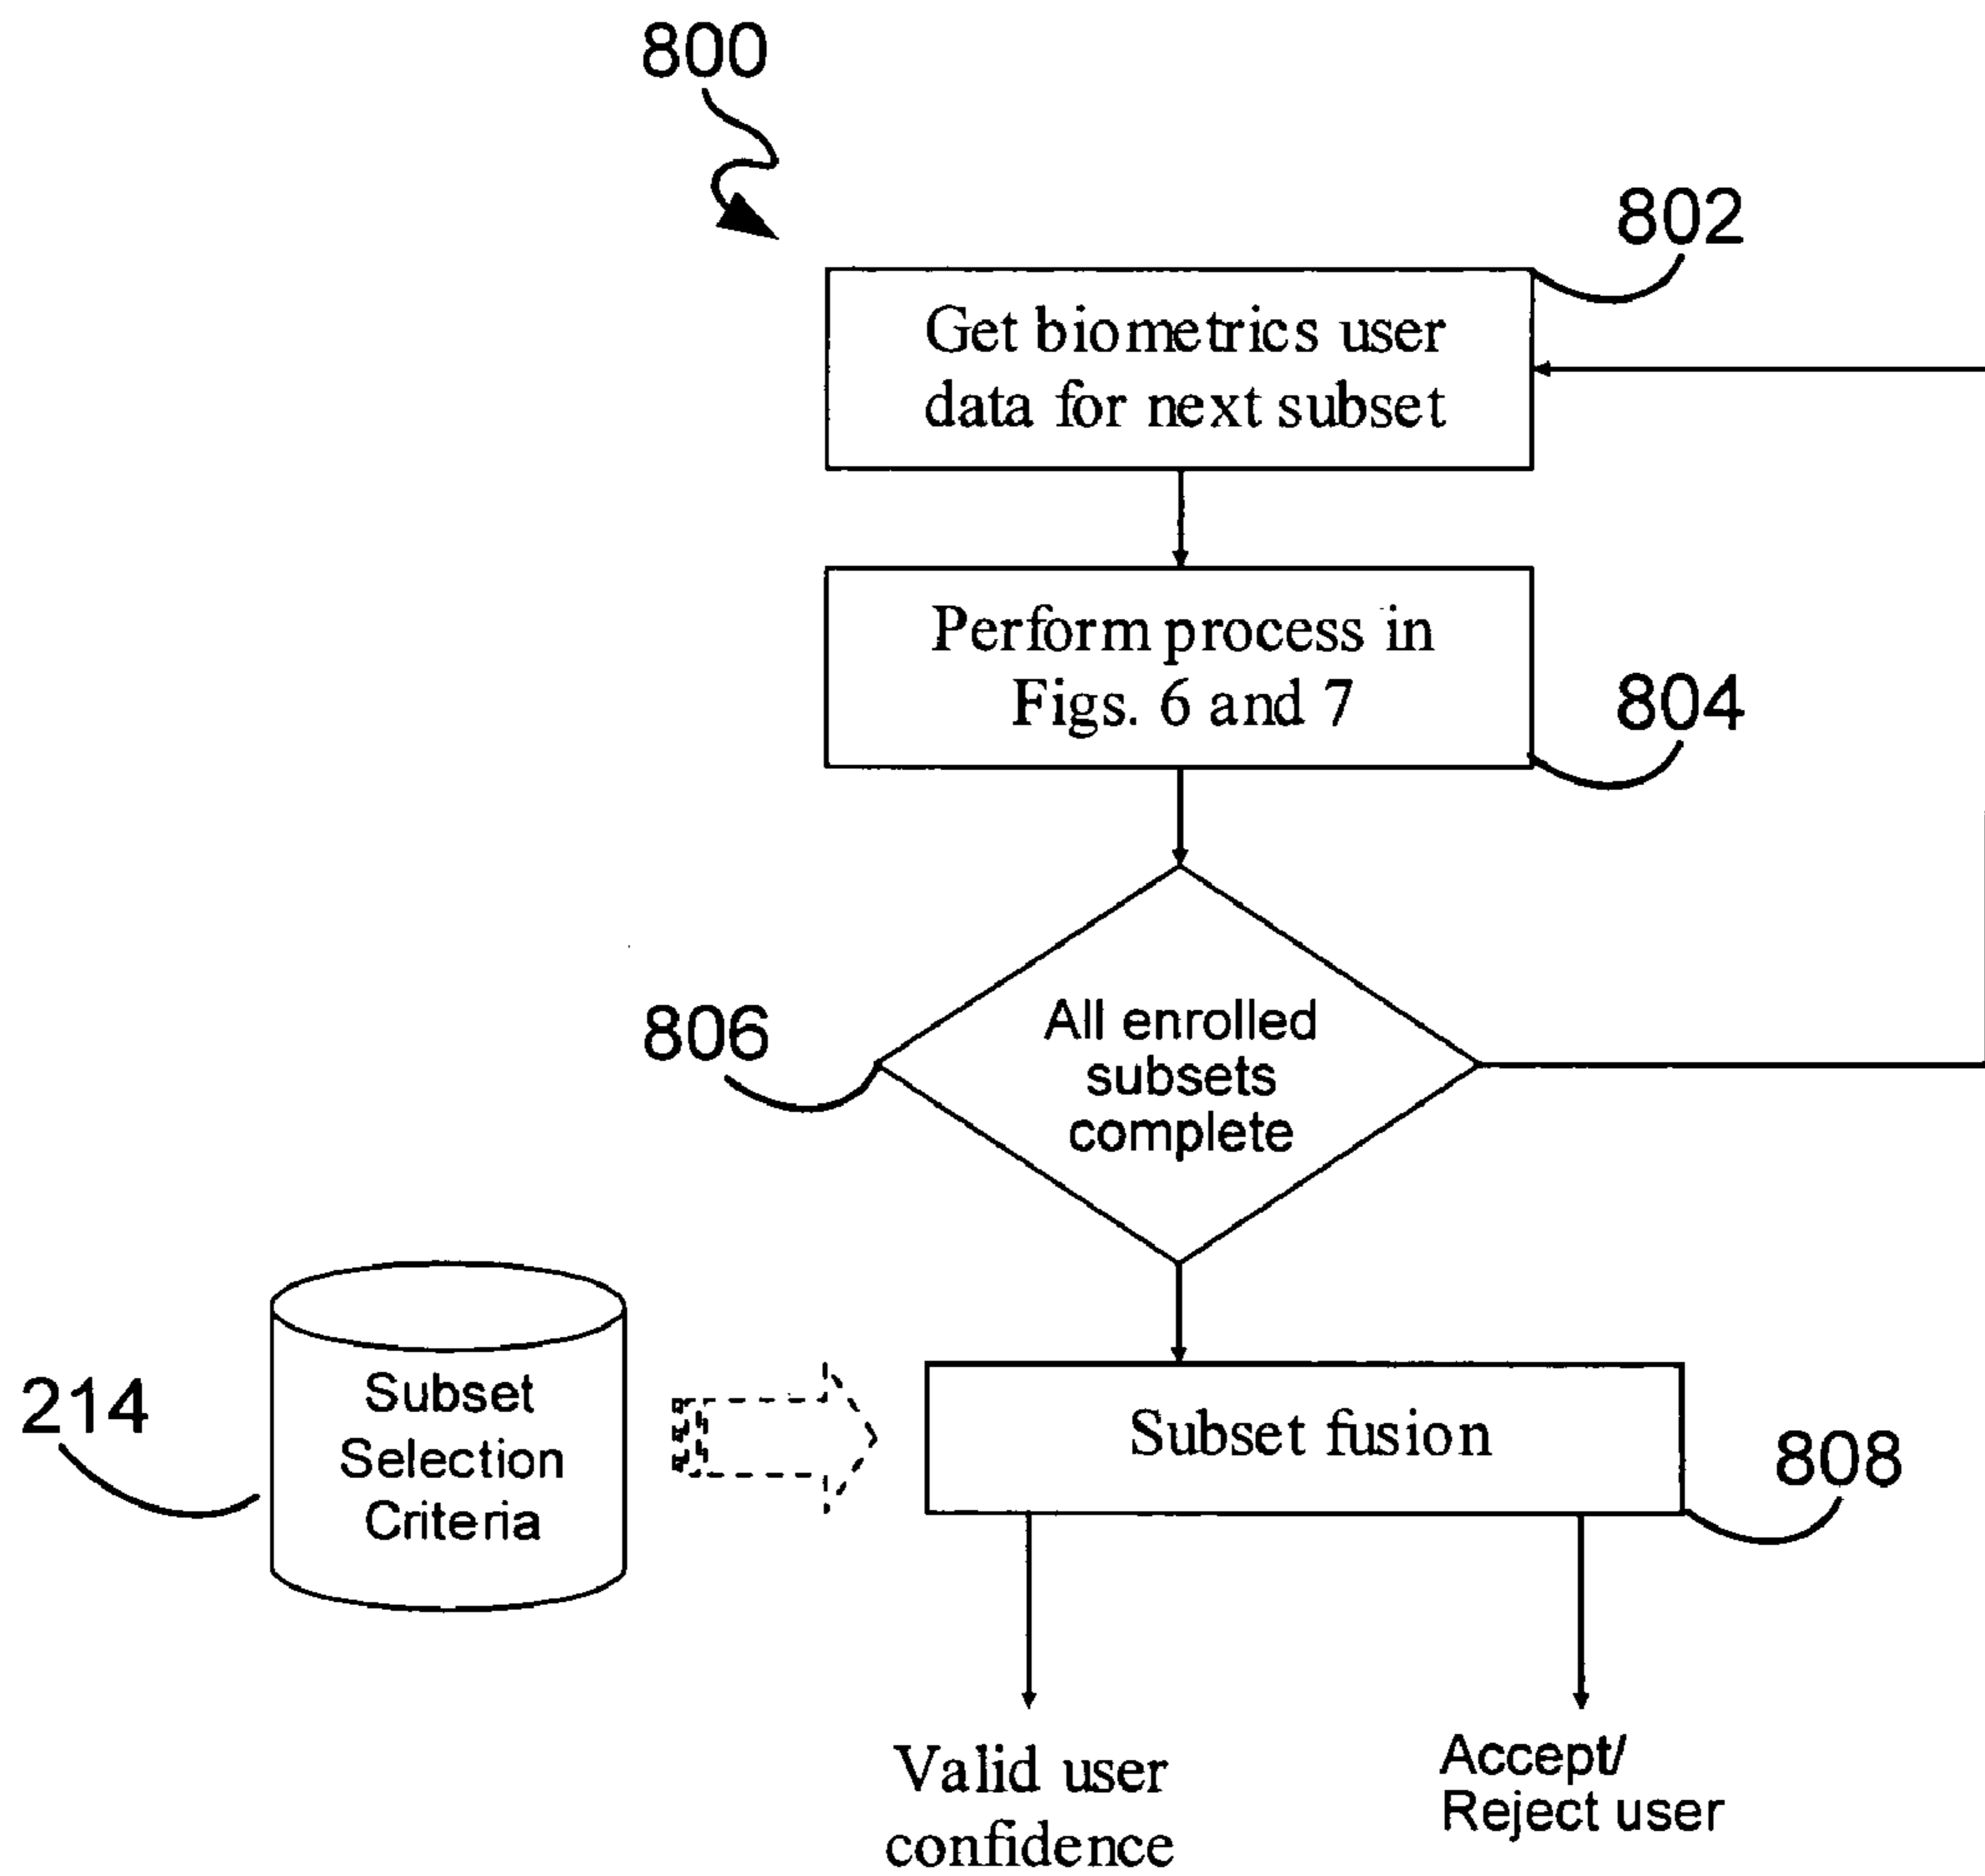 800
802
Get biometrics user
data for next subset
Perform process in
Figs. 6 and 7
804
806
All enrolled
subsets
complete
214
Subset
Selection
Criteria
Subset fusion
808
Valid user
confidence
Accept/
Reject user